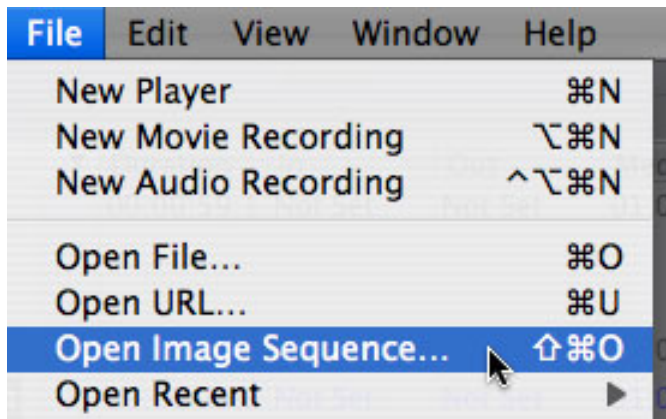 File Edit View Window Help
New Player ⌘N
New Movie Recording ⌥⌘N
New Audio Recording ^⌥⌘N
Open File... ⌘O
Open URL... ⌘U
Open Image Sequence... ⇧⌘O
Open Recent ▶